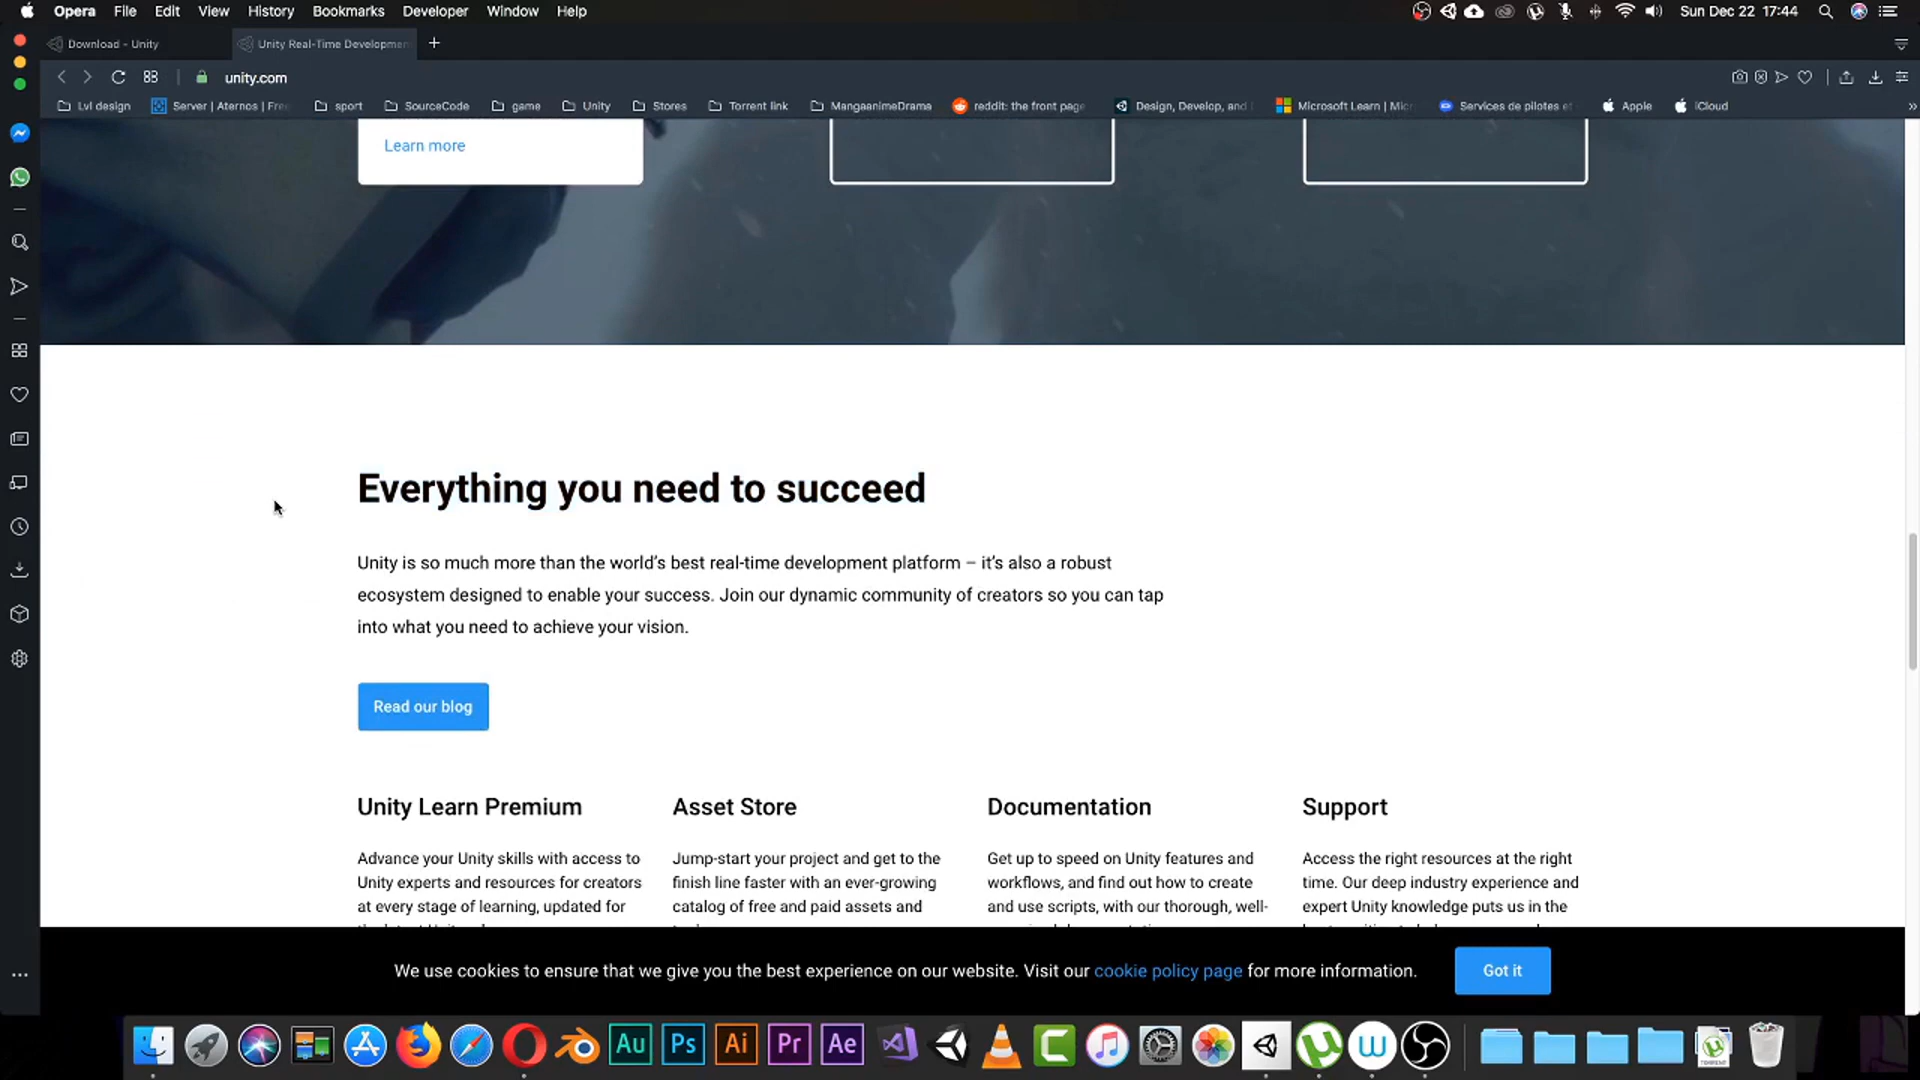 Opera File Edit View History Bookmarks Developer Window Help Sun Dec 22 17:44
Download - Unity Unity Real-Time Developmen
unity.com
Lvl design Server | Aternos | Fre sport SourceCode game Unity Stores Torrent link MangaanimeDrama reddit: the front page Design, Develop, and Microsoft Learn | Micr Services de pilotes et Apple iCloud
Learn more
Everything you need to succeed
Unity is so much more than the world's best real-time development platform – it's also a robust
ecosystem designed to enable your success. Join our dynamic community of creators so you can tap
into what you need to achieve your vision.
Read our blog
Unity Learn Premium Asset Store Documentation Support
Advance your Unity skills with access to Jump-start your project and get to the Get up to speed on Unity features and Access the right resources at the right
Unity experts and resources for creators finish line faster with an ever-growing workflows, and find out how to create time. Our deep industry experience and
at every stage of learning, updated for catalog of free and paid assets and and use scripts, with our thorough, well- expert Unity knowledge puts us in the
We use cookies to ensure that we give you the best experience on our website. Visit our cookie policy page for more information. Got it
Au Ps Ai Pr Ae